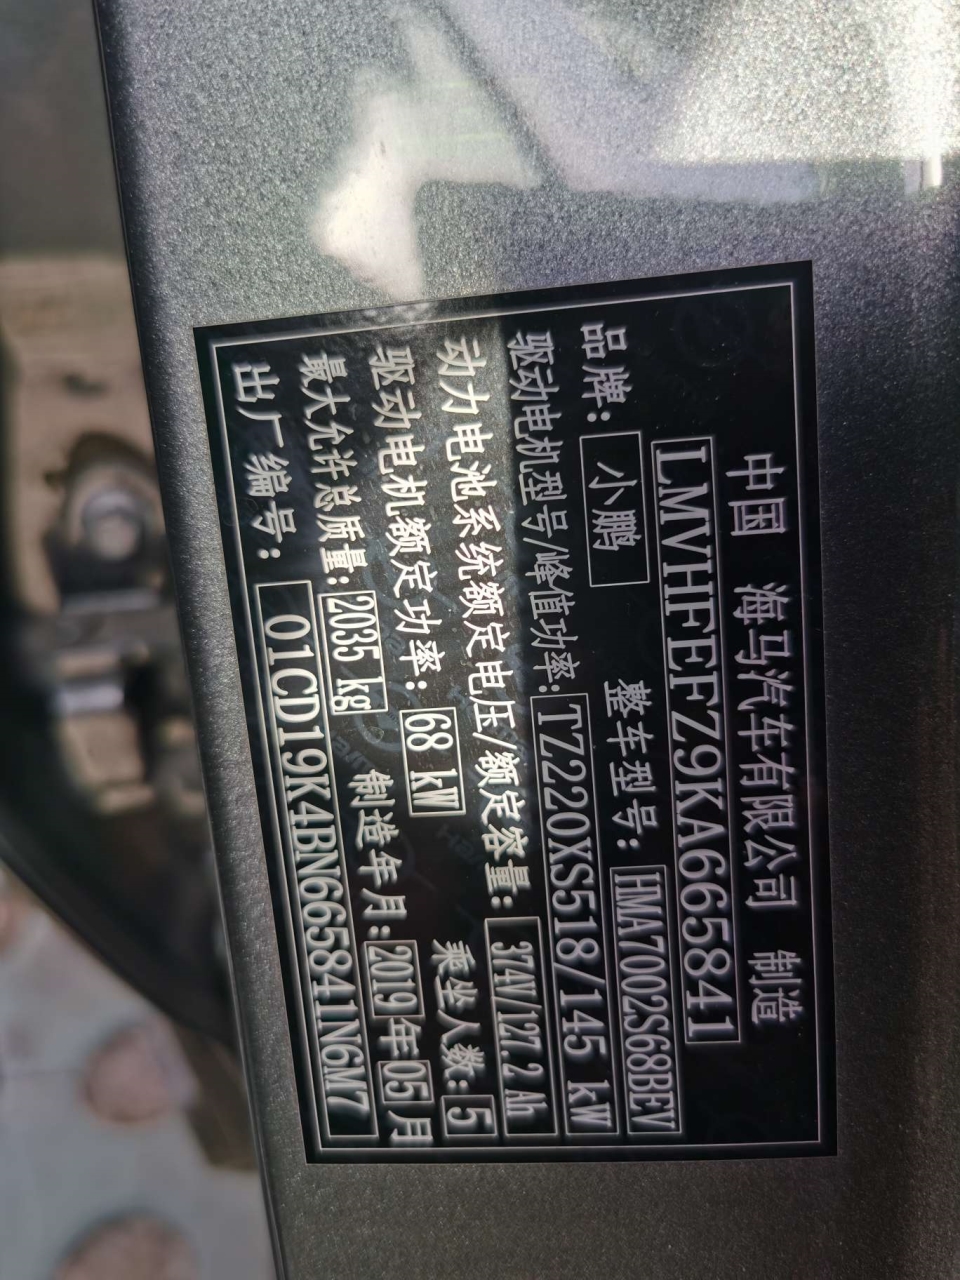 中国 海马汽车有限公司 制造
LMVHFEFZ9KA665841
品牌: 小鹏 整车型号: HMA7002S68BEV
驱动电机型号/峰值功率: TZ220XS518/145 kW
动力电池系统额定电压/额定容量: 374V/127.2 Ah
驱动电机额定功率: 68 kW 乘坐人数: 5
最大允许总质量: 2035 kg 制造年月: 2019年05月
出厂编号: 01CD19K4BN665841N6M7